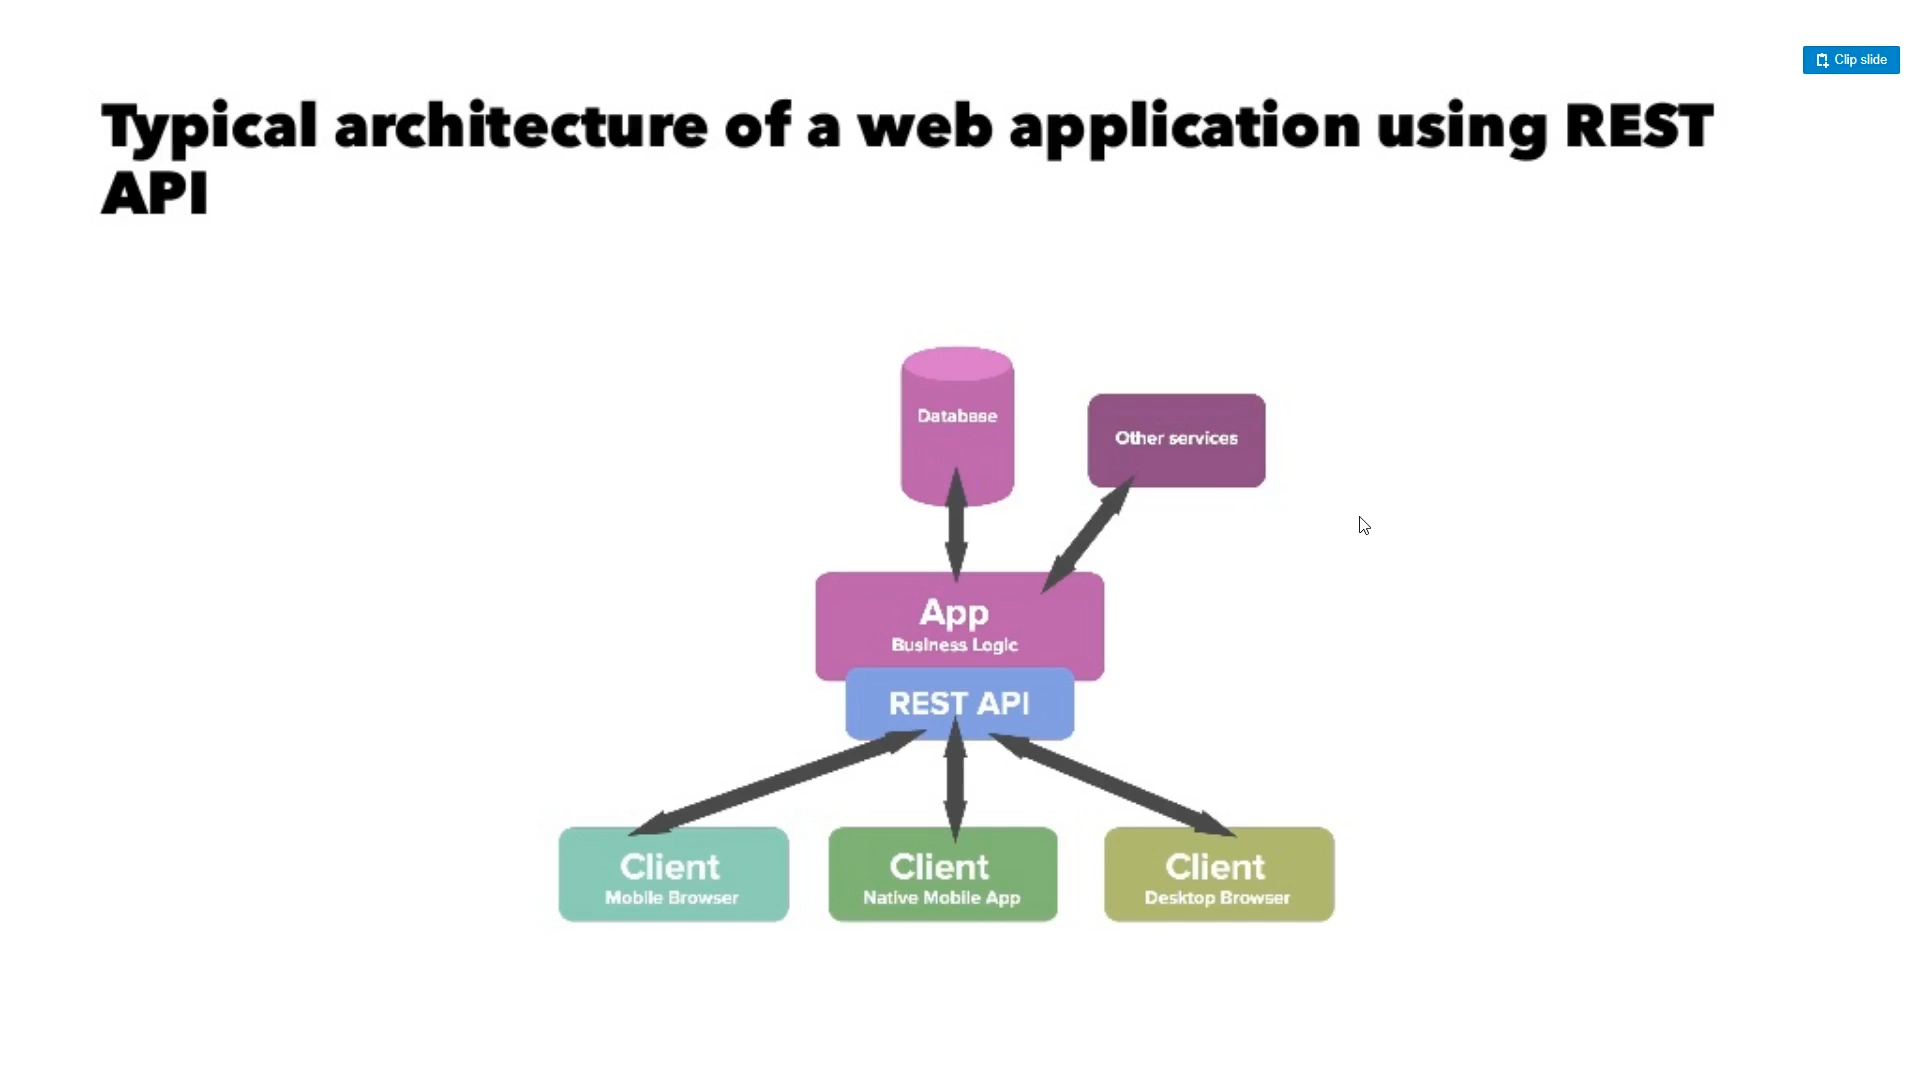 Clip slide
Typical architecture of a web application using REST
API
Database
Other services
App
Business Logic
REST API
Client
Mobile Browser
Client
Native Mobile App
Client
Desktop Browser